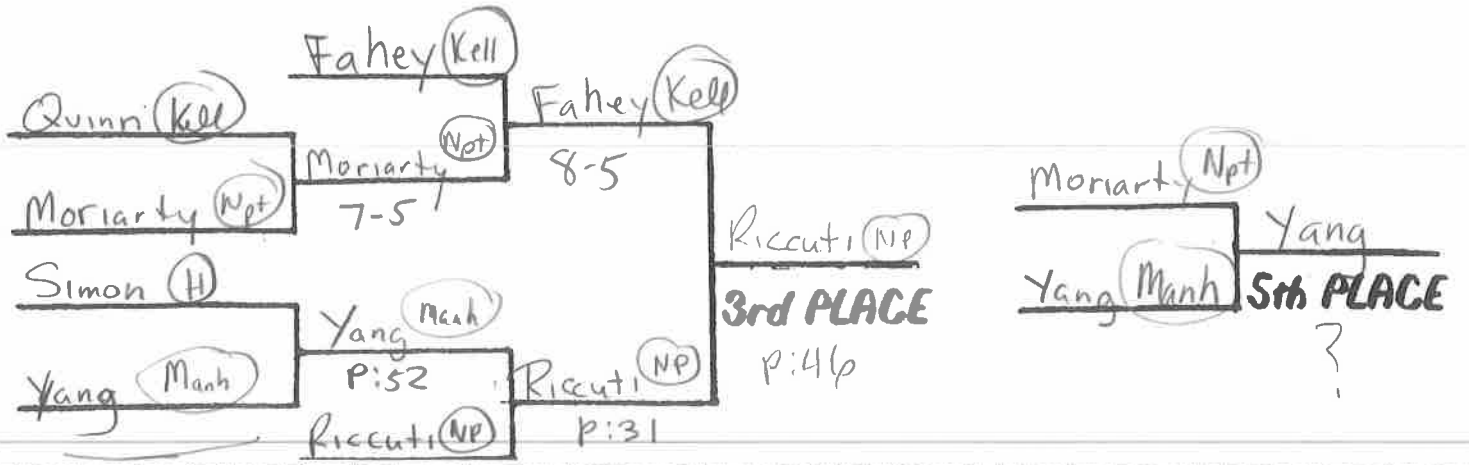 Fahey Kell
Quinn Kell
Fahey Kell
Moriarty Npt
8-5
Moriarty Npt
7-5
Moriarty Npt
Riccuti NP
Yang
Simon H
3rd PLACE
Yang Manh
5th PLACE
Yang Manh
P:52
p:46
?
Yang Manh
Riccuti NP
p:31
Riccuti NP